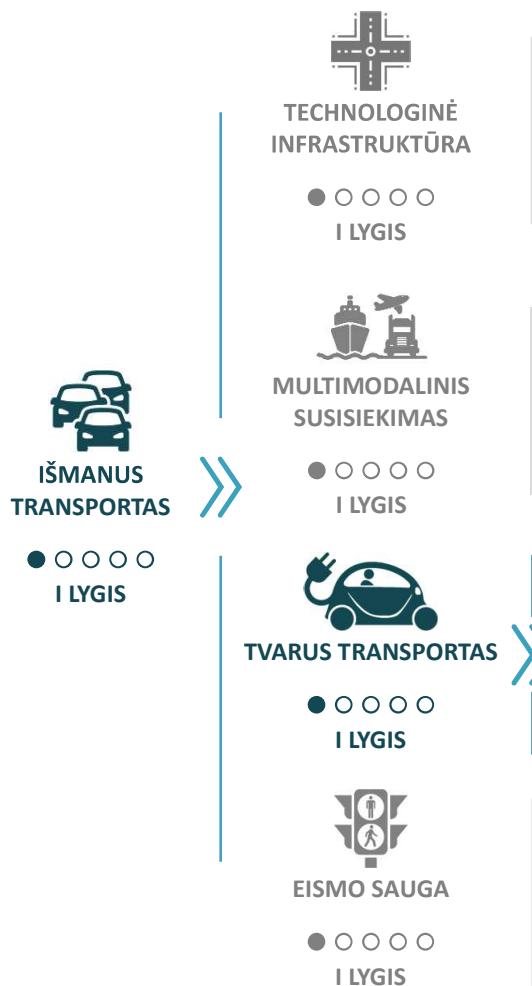 IŠMANUS
TRANSPORTAS
I LYGIS
TECHNOLOGINĖ
INFRASTRUKTŪRA
I LYGIS
MULTIMODALINIS
SUSISIEKIMAS
I LYGIS
TVARUS TRANSPORTAS
I LYGIS
EISMO SAUGA
I LYGIS